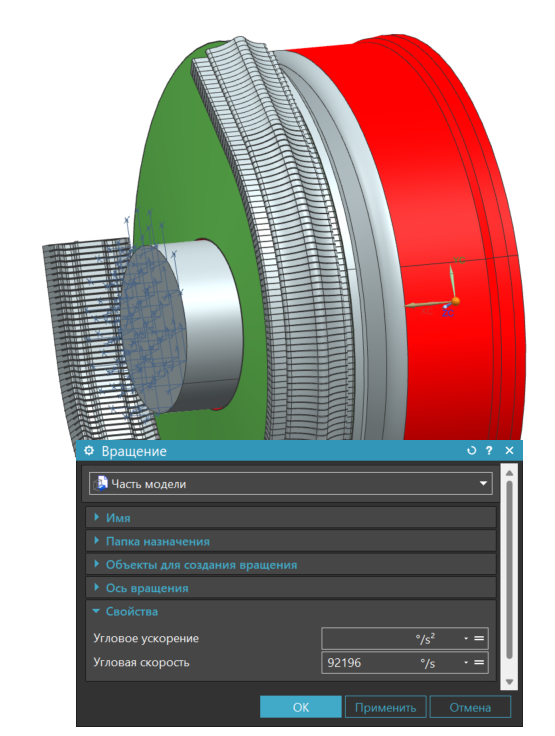 Вращение
Часть модели
Имя
Папка назначения
Объекты для создания вращения
Ось вращения
Свойства
Угловое ускорение °/s²
Угловая скорость 92196 °/s
ОК Применить Отмена